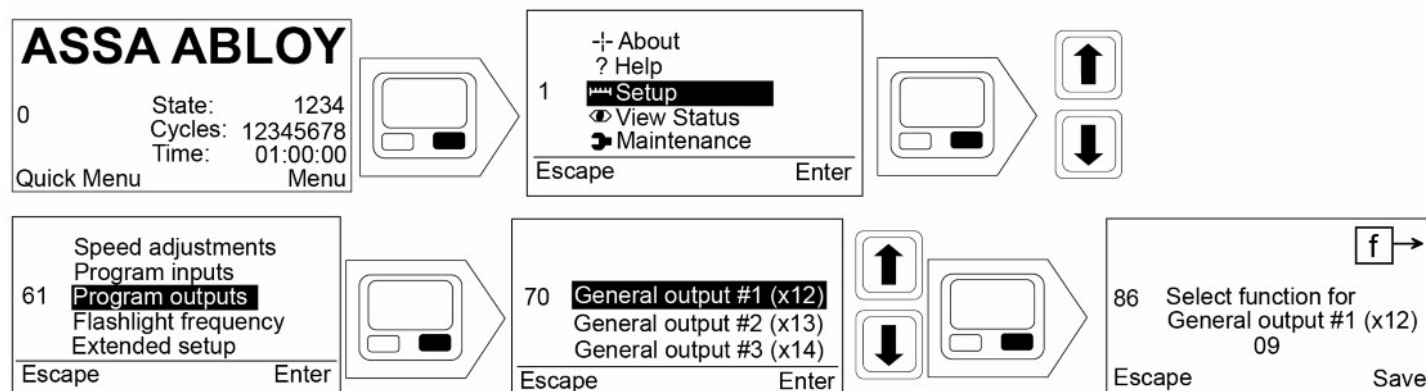 ASSA ABLOY
0
State: 1234
Cycles: 12345678
Time: 01:00:00
Quick Menu Menu
About
? Help
1 Setup
View Status
Maintenance
Escape Enter
Speed adjustments
Program inputs
61 Program outputs
Flashlight frequency
Extended setup
Escape Enter
70 General output #1 (x12)
General output #2 (x13)
General output #3 (x14)
Escape Enter
f
86 Select function for
General output #1 (x12)
09
Escape Save